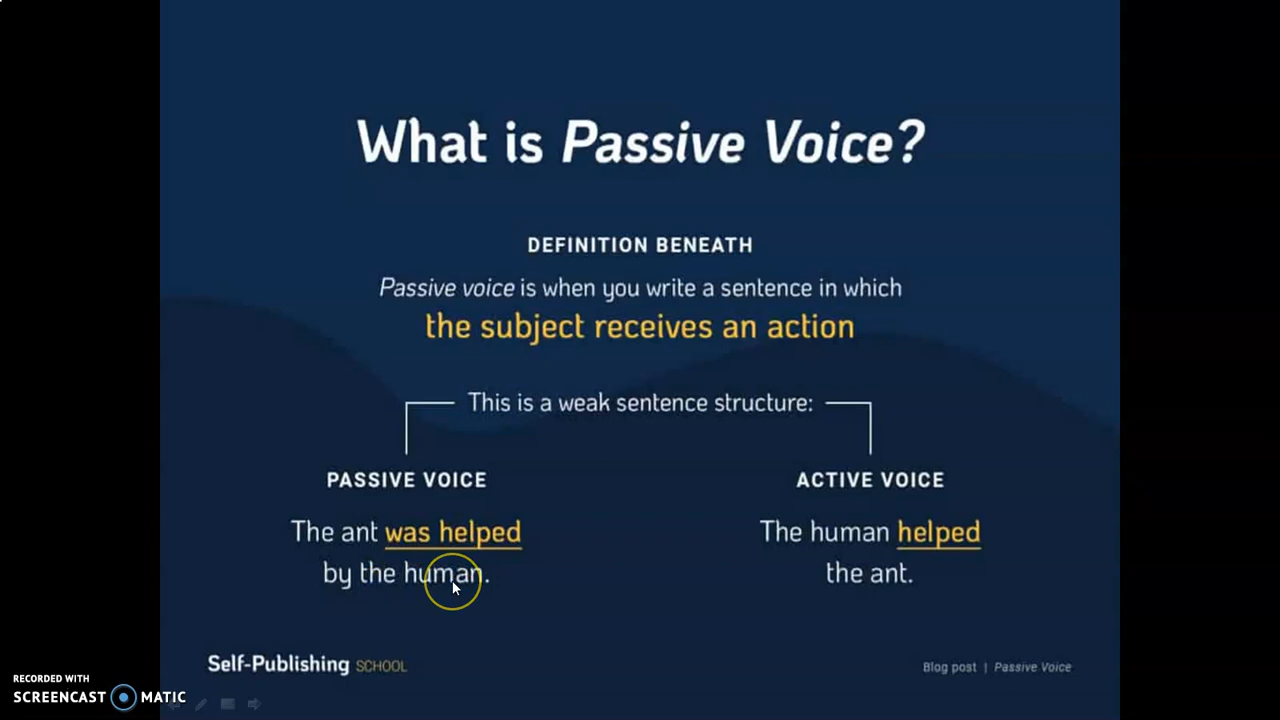 What is Passive Voice?
DEFINITION BENEATH
Passive voice is when you write a sentence in which
the subject receives an action
This is a weak sentence structure:
PASSIVE VOICE
The ant was helped
by the human.
ACTIVE VOICE
The human helped
the ant.
Self-Publishing SCHOOL
Blog post | Passive Voice
RECORDED WITH
SCREENCAST MATIC